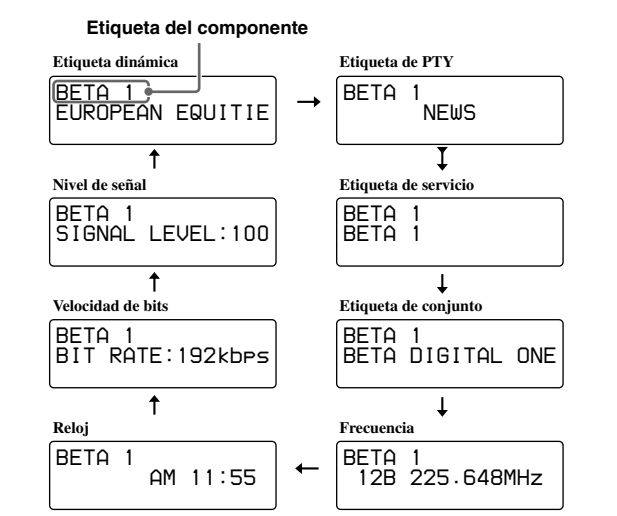 Etiqueta del componente
Etiqueta dinámica
BETA 1
EUROPEAN EQUITIE
Etiqueta de PTY
BETA 1
NEWS
Nivel de señal
BETA 1
SIGNAL LEVEL:100
Etiqueta de servicio
BETA 1
BETA 1
Velocidad de bits
BETA 1
BIT RATE:192kbps
Etiqueta de conjunto
BETA 1
BETA DIGITAL ONE
Reloj
BETA 1
AM 11:55
Frecuencia
BETA 1
12B 225.648MHz